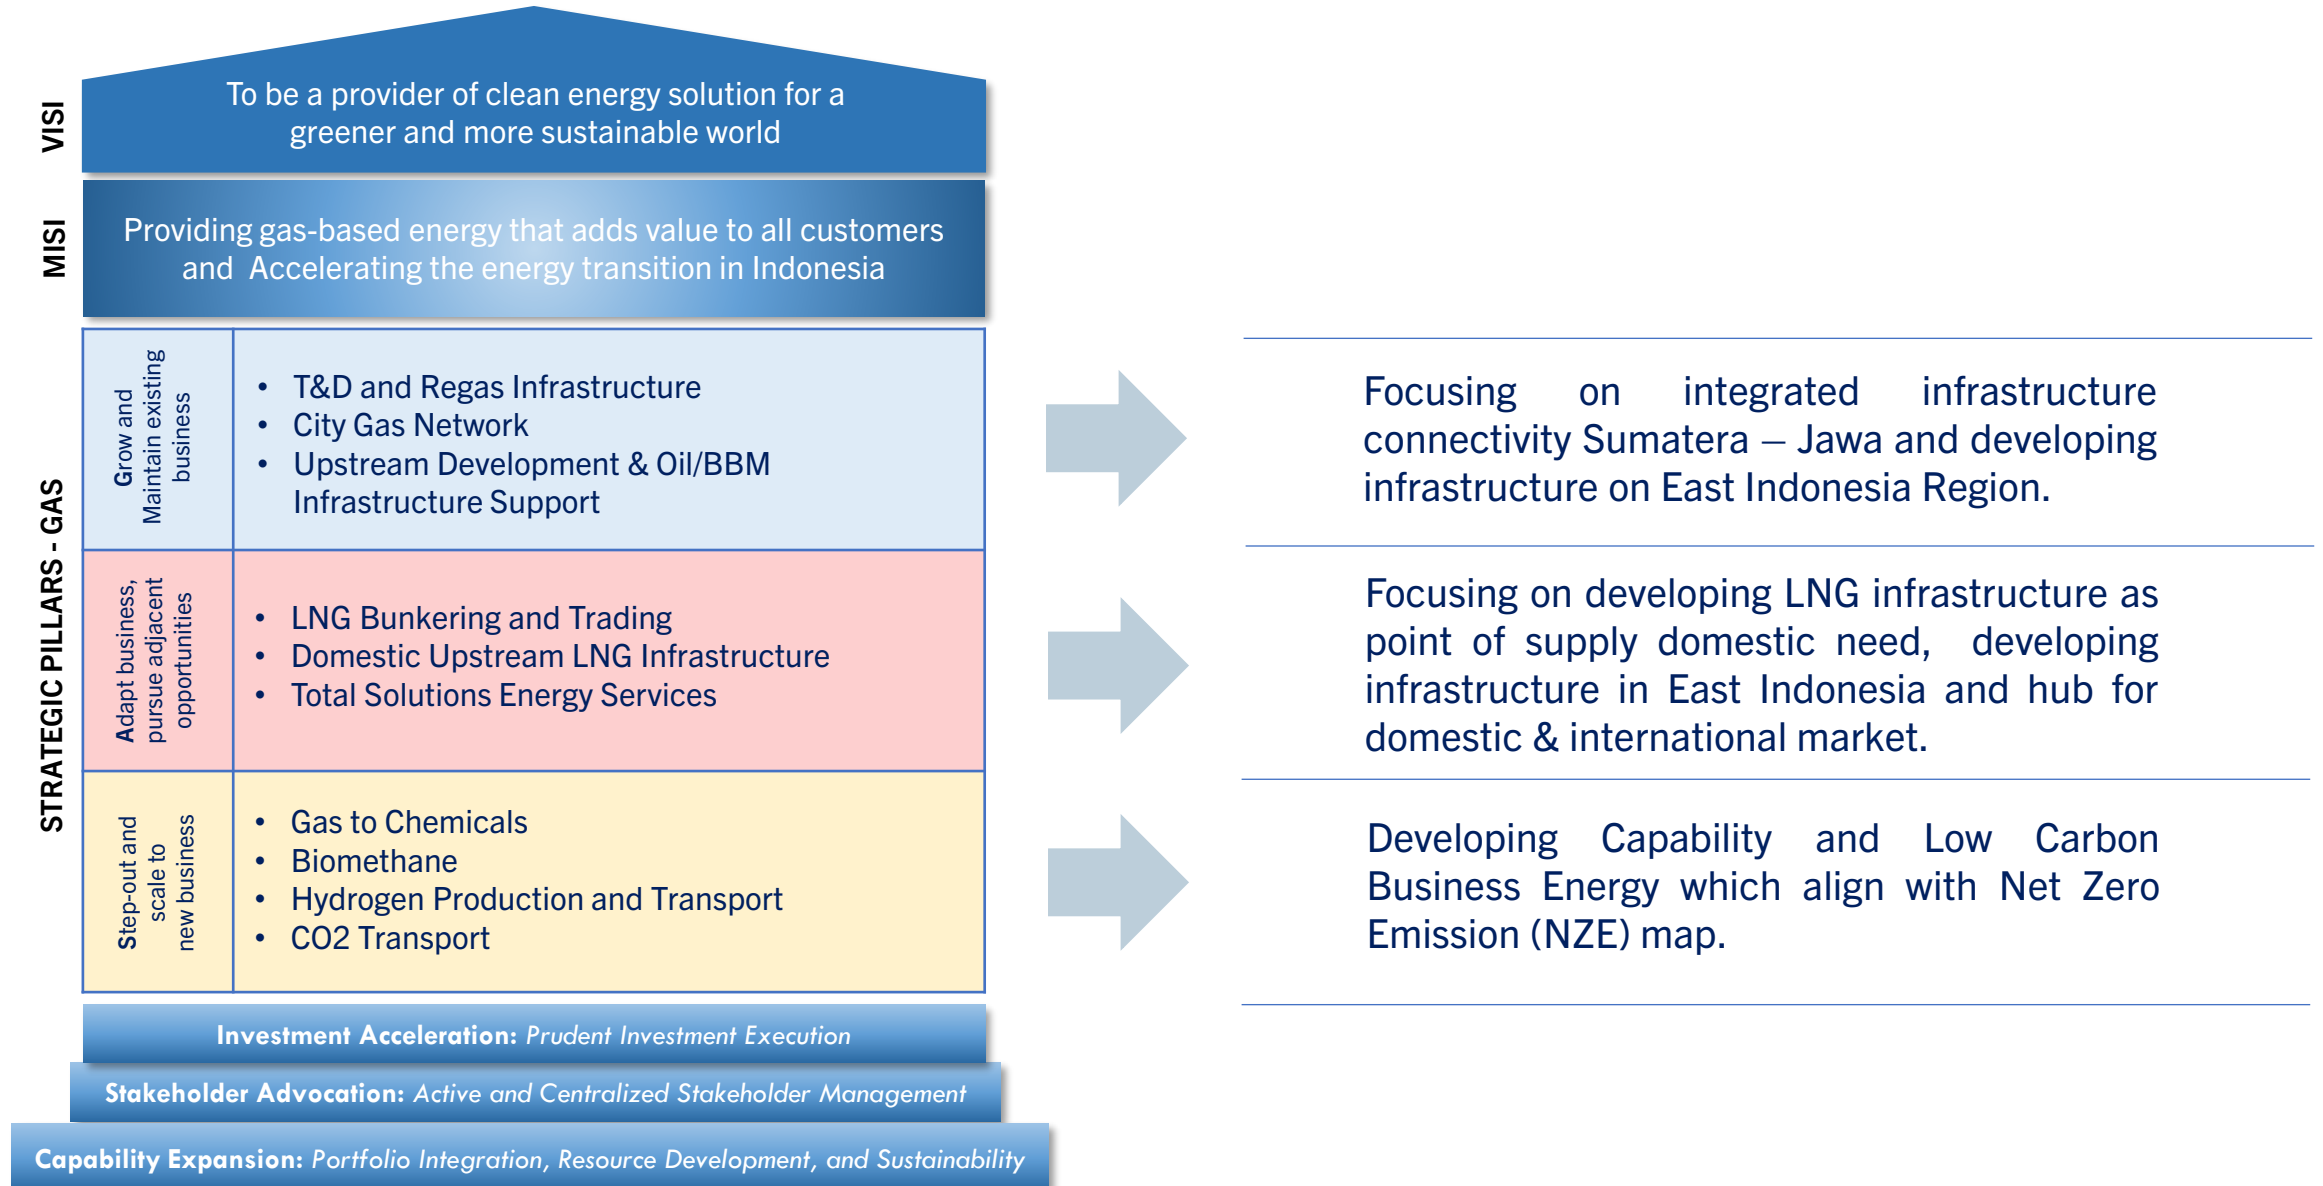 VISI
To be a provider of clean energy solution for a
greener and more sustainable world
MISI
Providing gas-based energy that adds value to all customers
and Accelerating the energy transition in Indonesia
STRATEGIC PILLARS - GAS
Grow and
Maintain existing
business
• T&D and Regas Infrastructure
• City Gas Network
• Upstream Development & Oil/BBM
Infrastructure Support
Focusing on integrated infrastructure
connectivity Sumatera – Jawa and developing
infrastructure on East Indonesia Region.
Adapt business,
pursue adjacent
opportunities
• LNG Bunkering and Trading
• Domestic Upstream LNG Infrastructure
• Total Solutions Energy Services
Focusing on developing LNG infrastructure as
point of supply domestic need, developing
infrastructure in East Indonesia and hub for
domestic & international market.
Step-out and
scale to
new business
• Gas to Chemicals
• Biomethane
• Hydrogen Production and Transport
• CO2 Transport
Developing Capability and Low Carbon
Business Energy which align with Net Zero
Emission (NZE) map.
Investment Acceleration: Prudent Investment Execution
Stakeholder Advocation: Active and Centralized Stakeholder Management
Capability Expansion: Portfolio Integration, Resource Development, and Sustainability